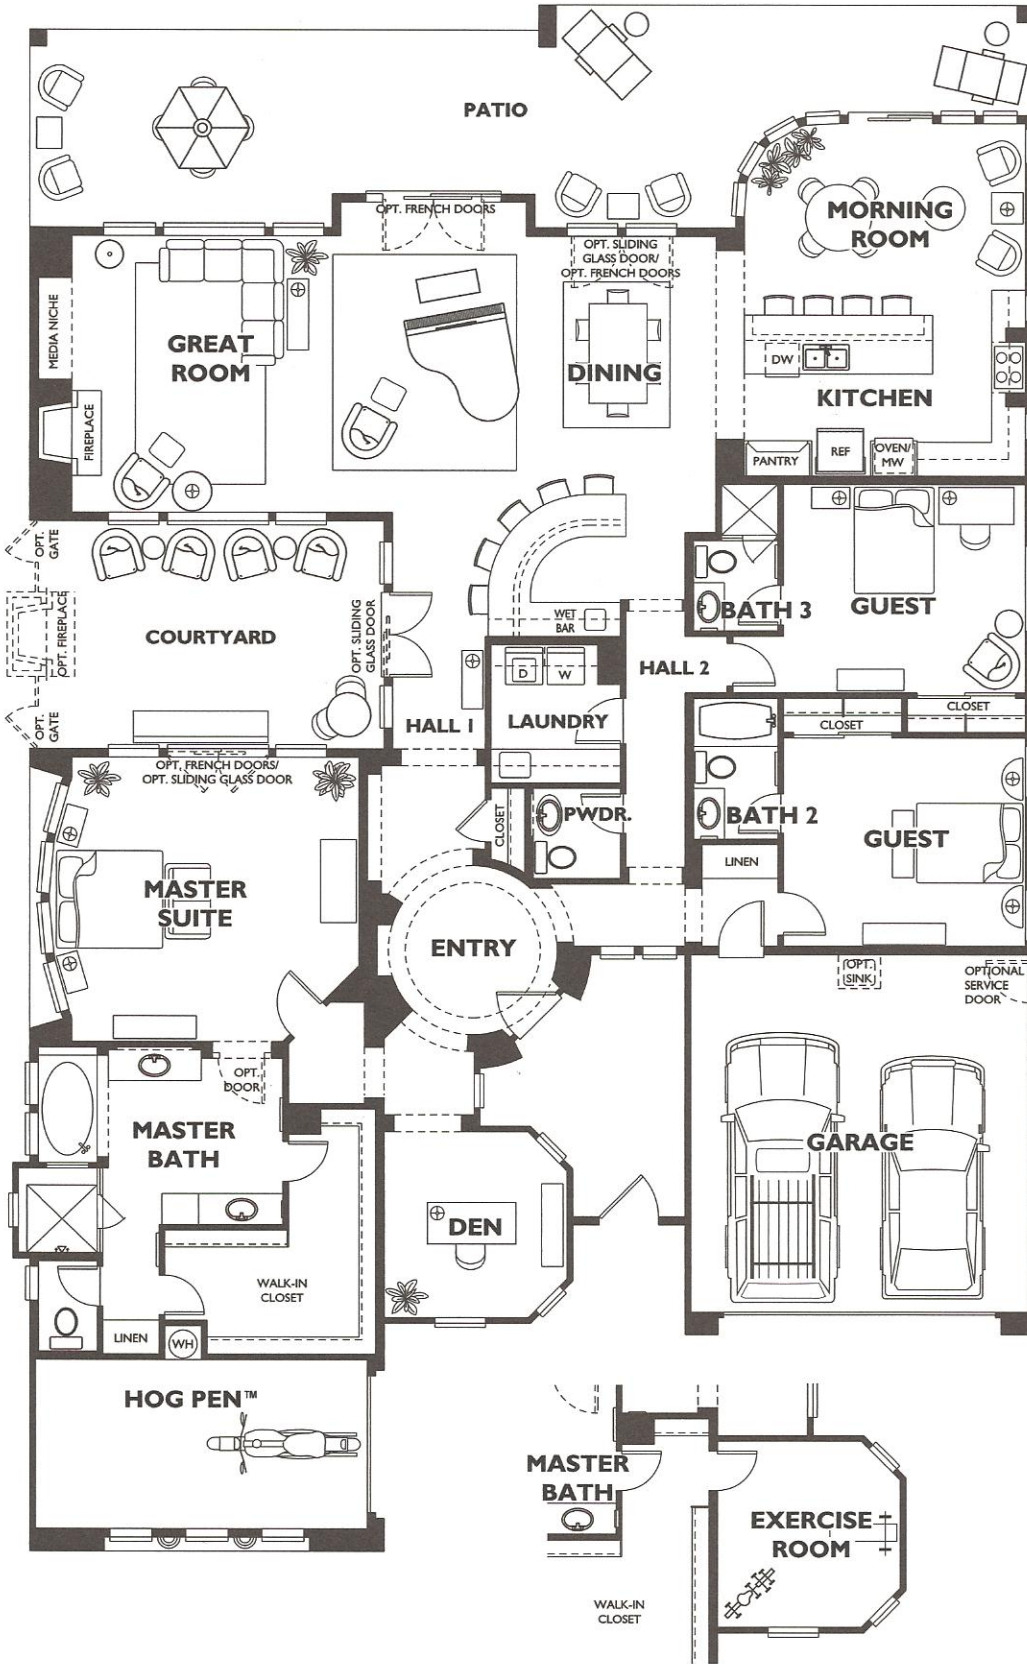 PATIO
OPT. FRENCH DOORS
MORNING
ROOM
OPT. SLIDING
GLASS DOOR/
OPT. FRENCH DOORS
MEDIA NICHE
GREAT
ROOM
DINING
DW
KITCHEN
FIREPLACE
PANTRY
REF
OVEN/
MW
OPT.
GATE
OPT. FIREPLACE
COURTYARD
OPT. SLIDING
GLASS DOOR
WET
BAR
BATH 3
GUEST
OPT.
GATE
HALL 1
D
W
LAUNDRY
HALL 2
CLOSET
CLOSET
OPT. FRENCH DOORS/
OPT. SLIDING GLASS DOOR
CLOSET
PWDR.
BATH 2
GUEST
LINEN
MASTER
SUITE
ENTRY
OPT.
SINK
OPTIONAL
SERVICE
DOOR
OPT.
DOOR
MASTER
BATH
GARAGE
DEN
WALK-IN
CLOSET
LINEN
WH
HOG PEN™
MASTER
BATH
EXERCISE
ROOM
WALK-IN
CLOSET